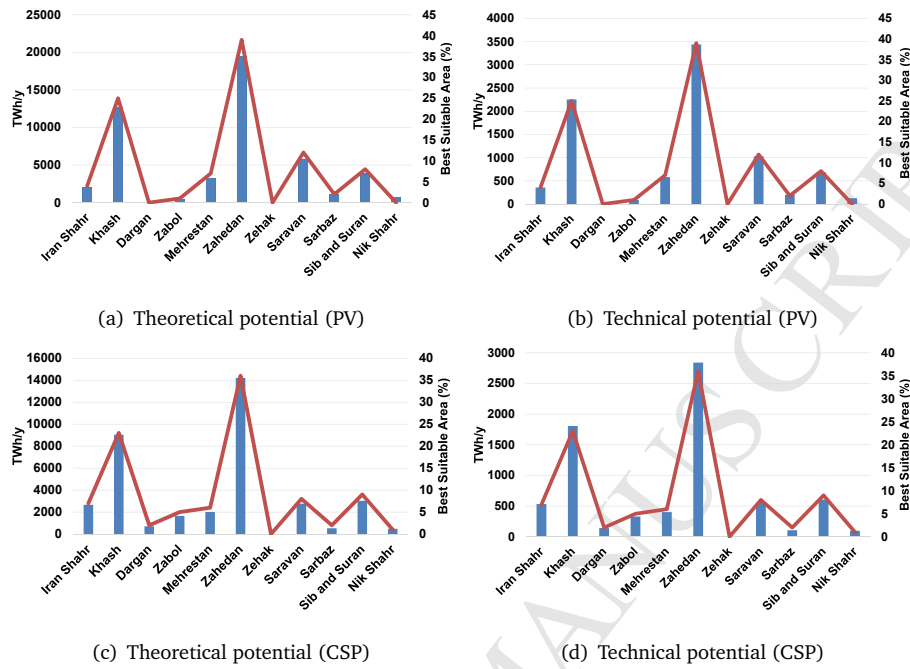 25000
20000
15000
10000
5000
0
TWh/y
45
40
35
30
25
20
15
10
5
0
Best Suitable Area (%)
Iran Shahr
Khash
Dargan
Zabol
Mehrestan
Zahedan
Zehak
Saravan
Sarbaz
Sib and Suran
Nik Shahr
(a) Theoretical potential (PV)
4000
3500
3000
2500
2000
1500
1000
500
0
TWh/y
45
40
35
30
25
20
15
10
5
0
Best Suitable Area (%)
Iran Shahr
Khash
Dargan
Zabol
Mehrestan
Zahedan
Zehak
Saravan
Sarbaz
Sib and Suran
Nik Shahr
(b) Technical potential (PV)
16000
14000
12000
10000
8000
6000
4000
2000
0
TWh/y
40
35
30
25
20
15
10
5
0
Best Suitable Area (%)
Iran Shahr
Khash
Dargan
Zabol
Mehrestan
Zahedan
Zehak
Saravan
Sarbaz
Sib and Suran
Nik Shahr
(c) Theoretical potential (CSP)
3000
2500
2000
1500
1000
500
0
TWh/y
40
35
30
25
20
15
10
5
0
Best Suitable Area (%)
Iran Shahr
Khash
Dargan
Zabol
Mehrestan
Zahedan
Zehak
Saravan
Sarbaz
Sib and Suran
Nik Shahr
(d) Technical potential (CSP)
MANUSCRIP